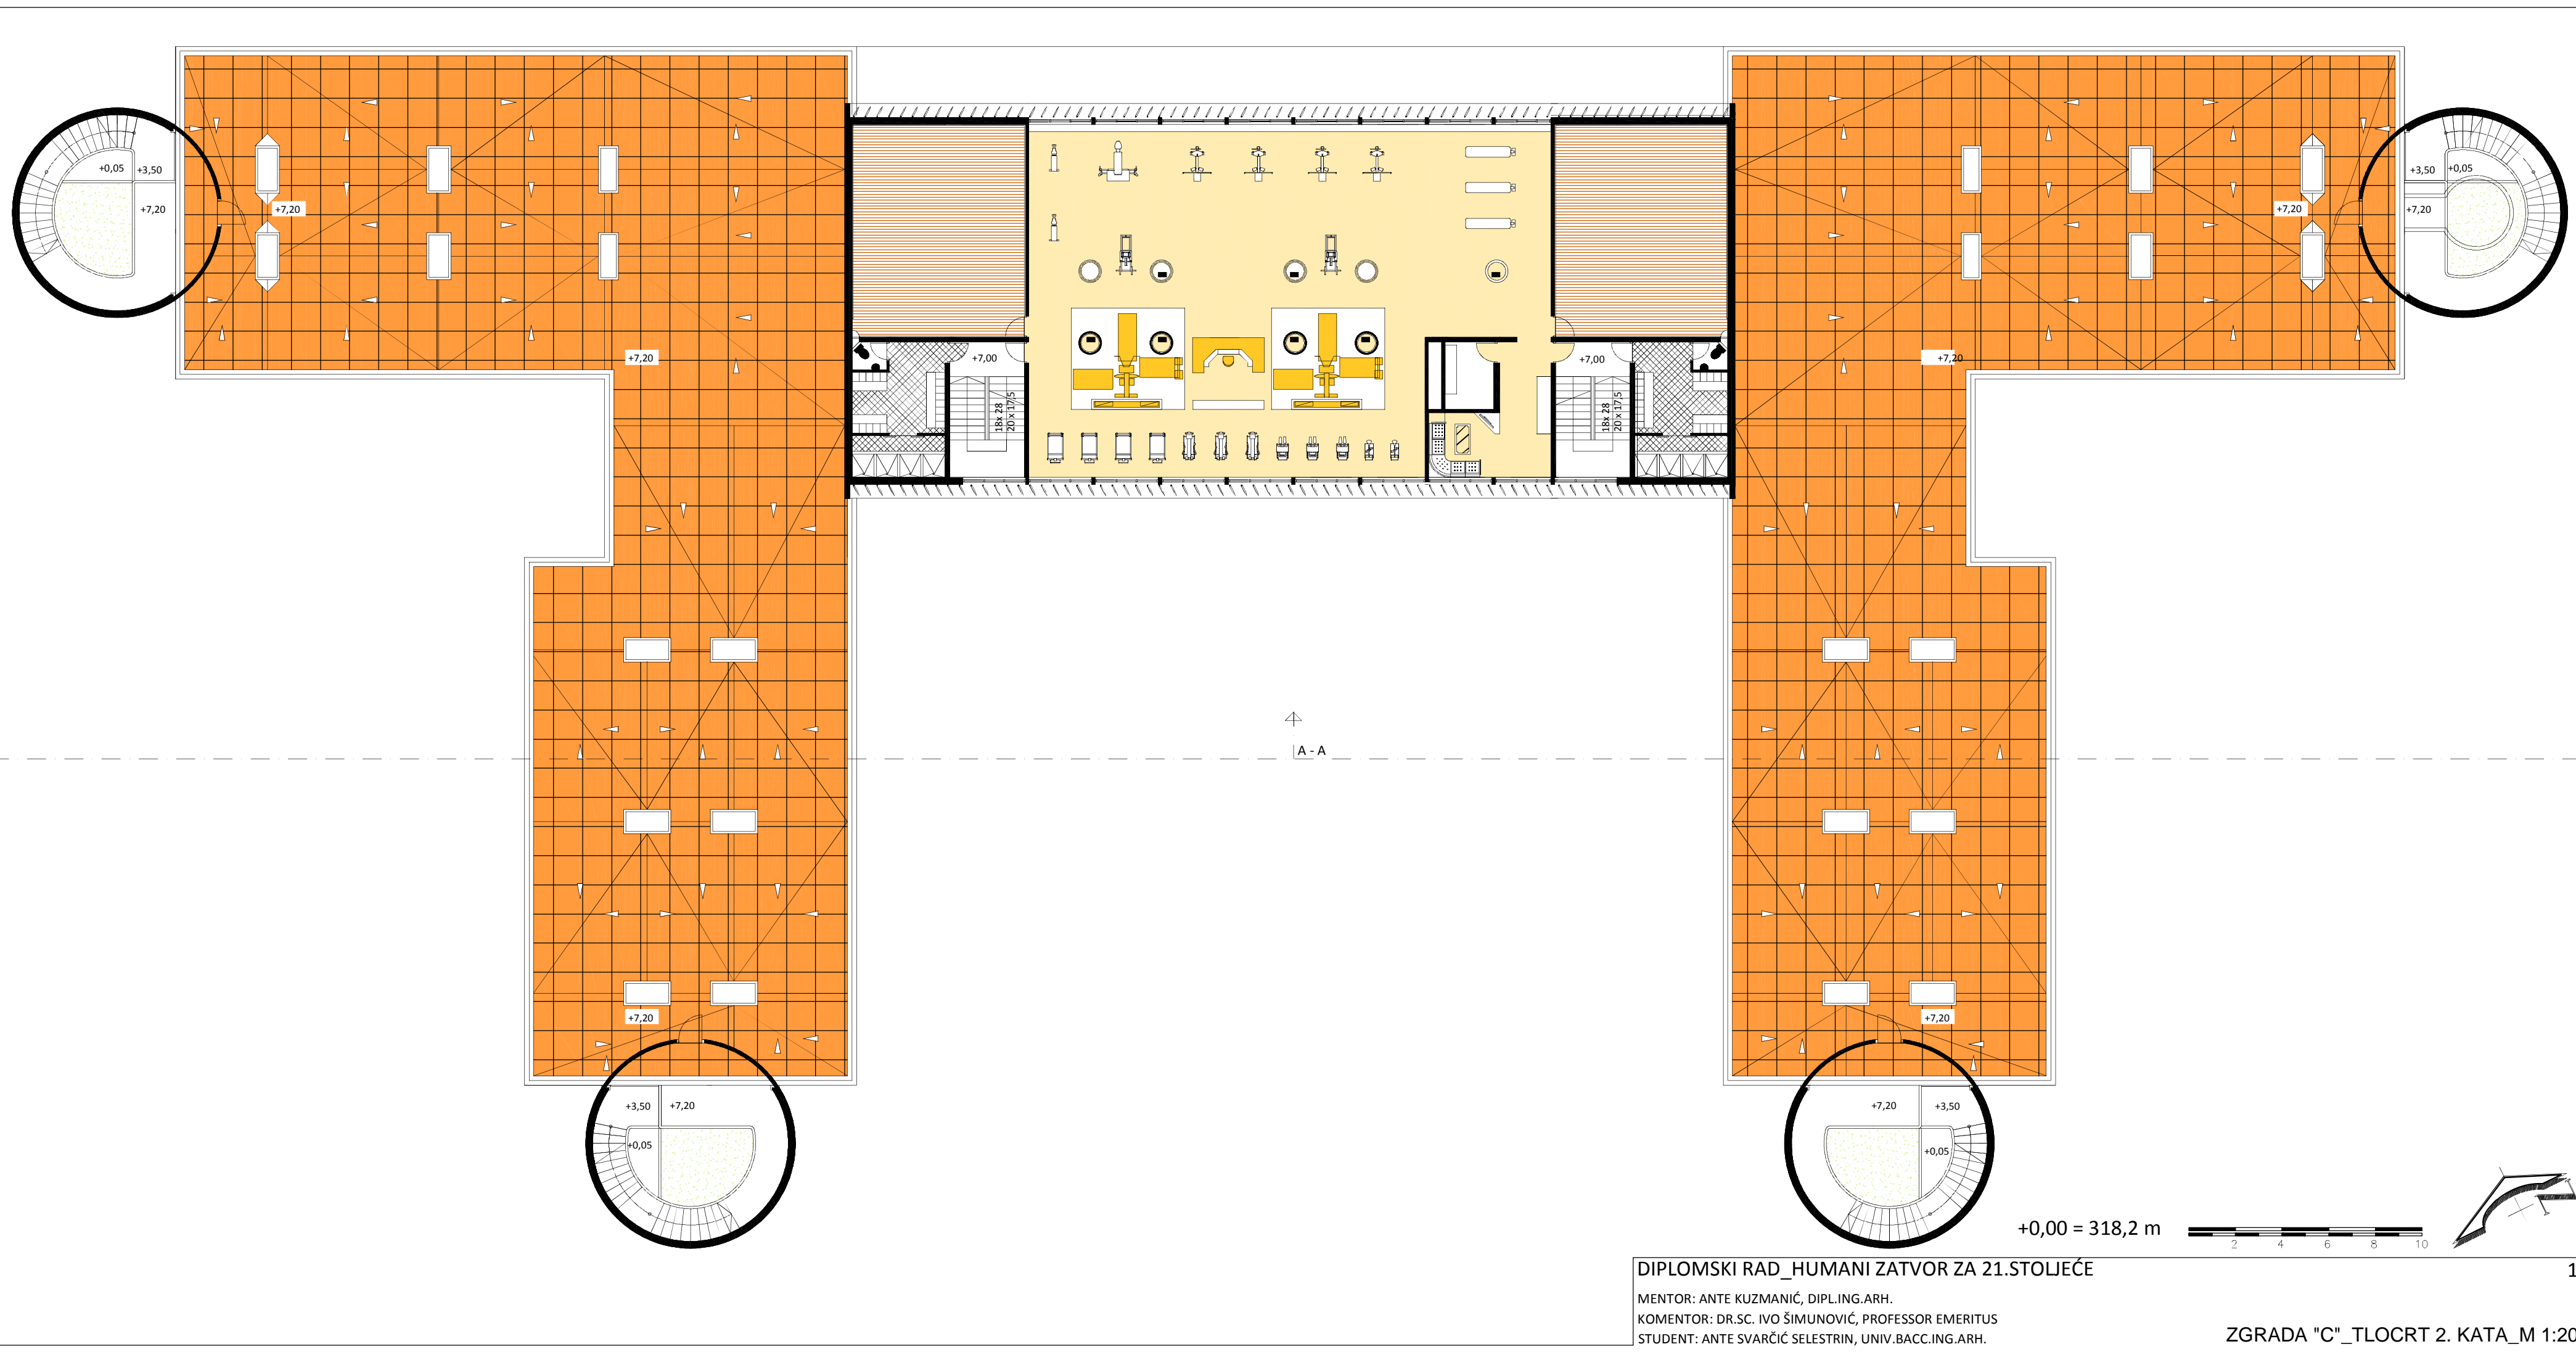 +0,05 +3,50
+7,20
+7,20
+7,20
+7,00
18x 28
20 x 17,5
+7,00
18x 28
20 x 17,5
+7,20
+7,20
+3,50 +0,05
+7,20
A - A
+7,20
+3,50 +7,20
+0,05
+7,20
+7,20 +3,50
+0,05
+0,00 = 318,2 m
2 4 6 8 10
DIPLOMSKI RAD_HUMANI ZATVOR ZA 21.STOLJEĆE
1
MENTOR: ANTE KUZMANIĆ, DIPL.ING.ARH.
KOMENTOR: DR.SC. IVO ŠIMUNOVIĆ, PROFESSOR EMERITUS
STUDENT: ANTE SVARČIĆ SELESTRIN, UNIV.BACC.ING.ARH.
ZGRADA "C"_TLOCRT 2. KATA_M 1:20